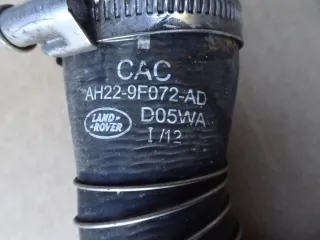 CAC
AH22-9F072-AD
LAND-
-ROVER
D05WA
I/12